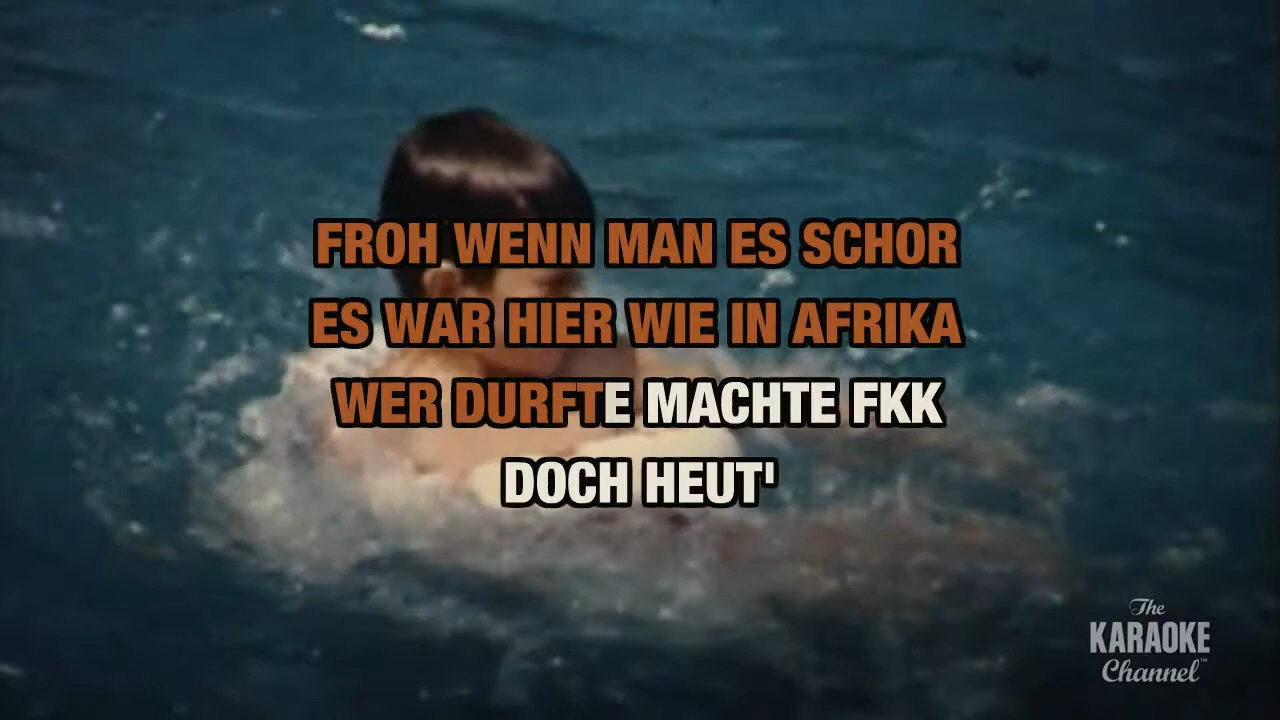 FROH WENN MAN ES SCHOR
ES WAR HIER WIE IN AFRIKA
WER DURFTE MACHTE FKK
DOCH HEUT'
The
KARAOKE
Channel™